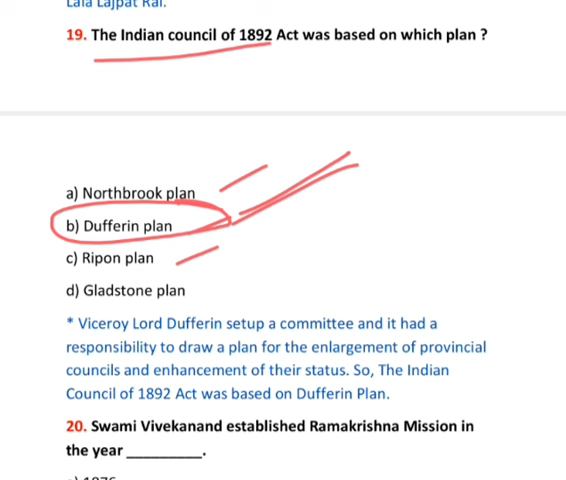 Lala Lajpat Rai.
19. The Indian council of 1892 Act was based on which plan ?
a) Northbrook plan
b) Dufferin plan
c) Ripon plan
d) Gladstone plan
* Viceroy Lord Dufferin setup a committee and it had a
responsibility to draw a plan for the enlargement of provincial
councils and enhancement of their status. So, The Indian
Council of 1892 Act was based on Dufferin Plan.
20. Swami Vivekanand established Ramakrishna Mission in
the year _________.